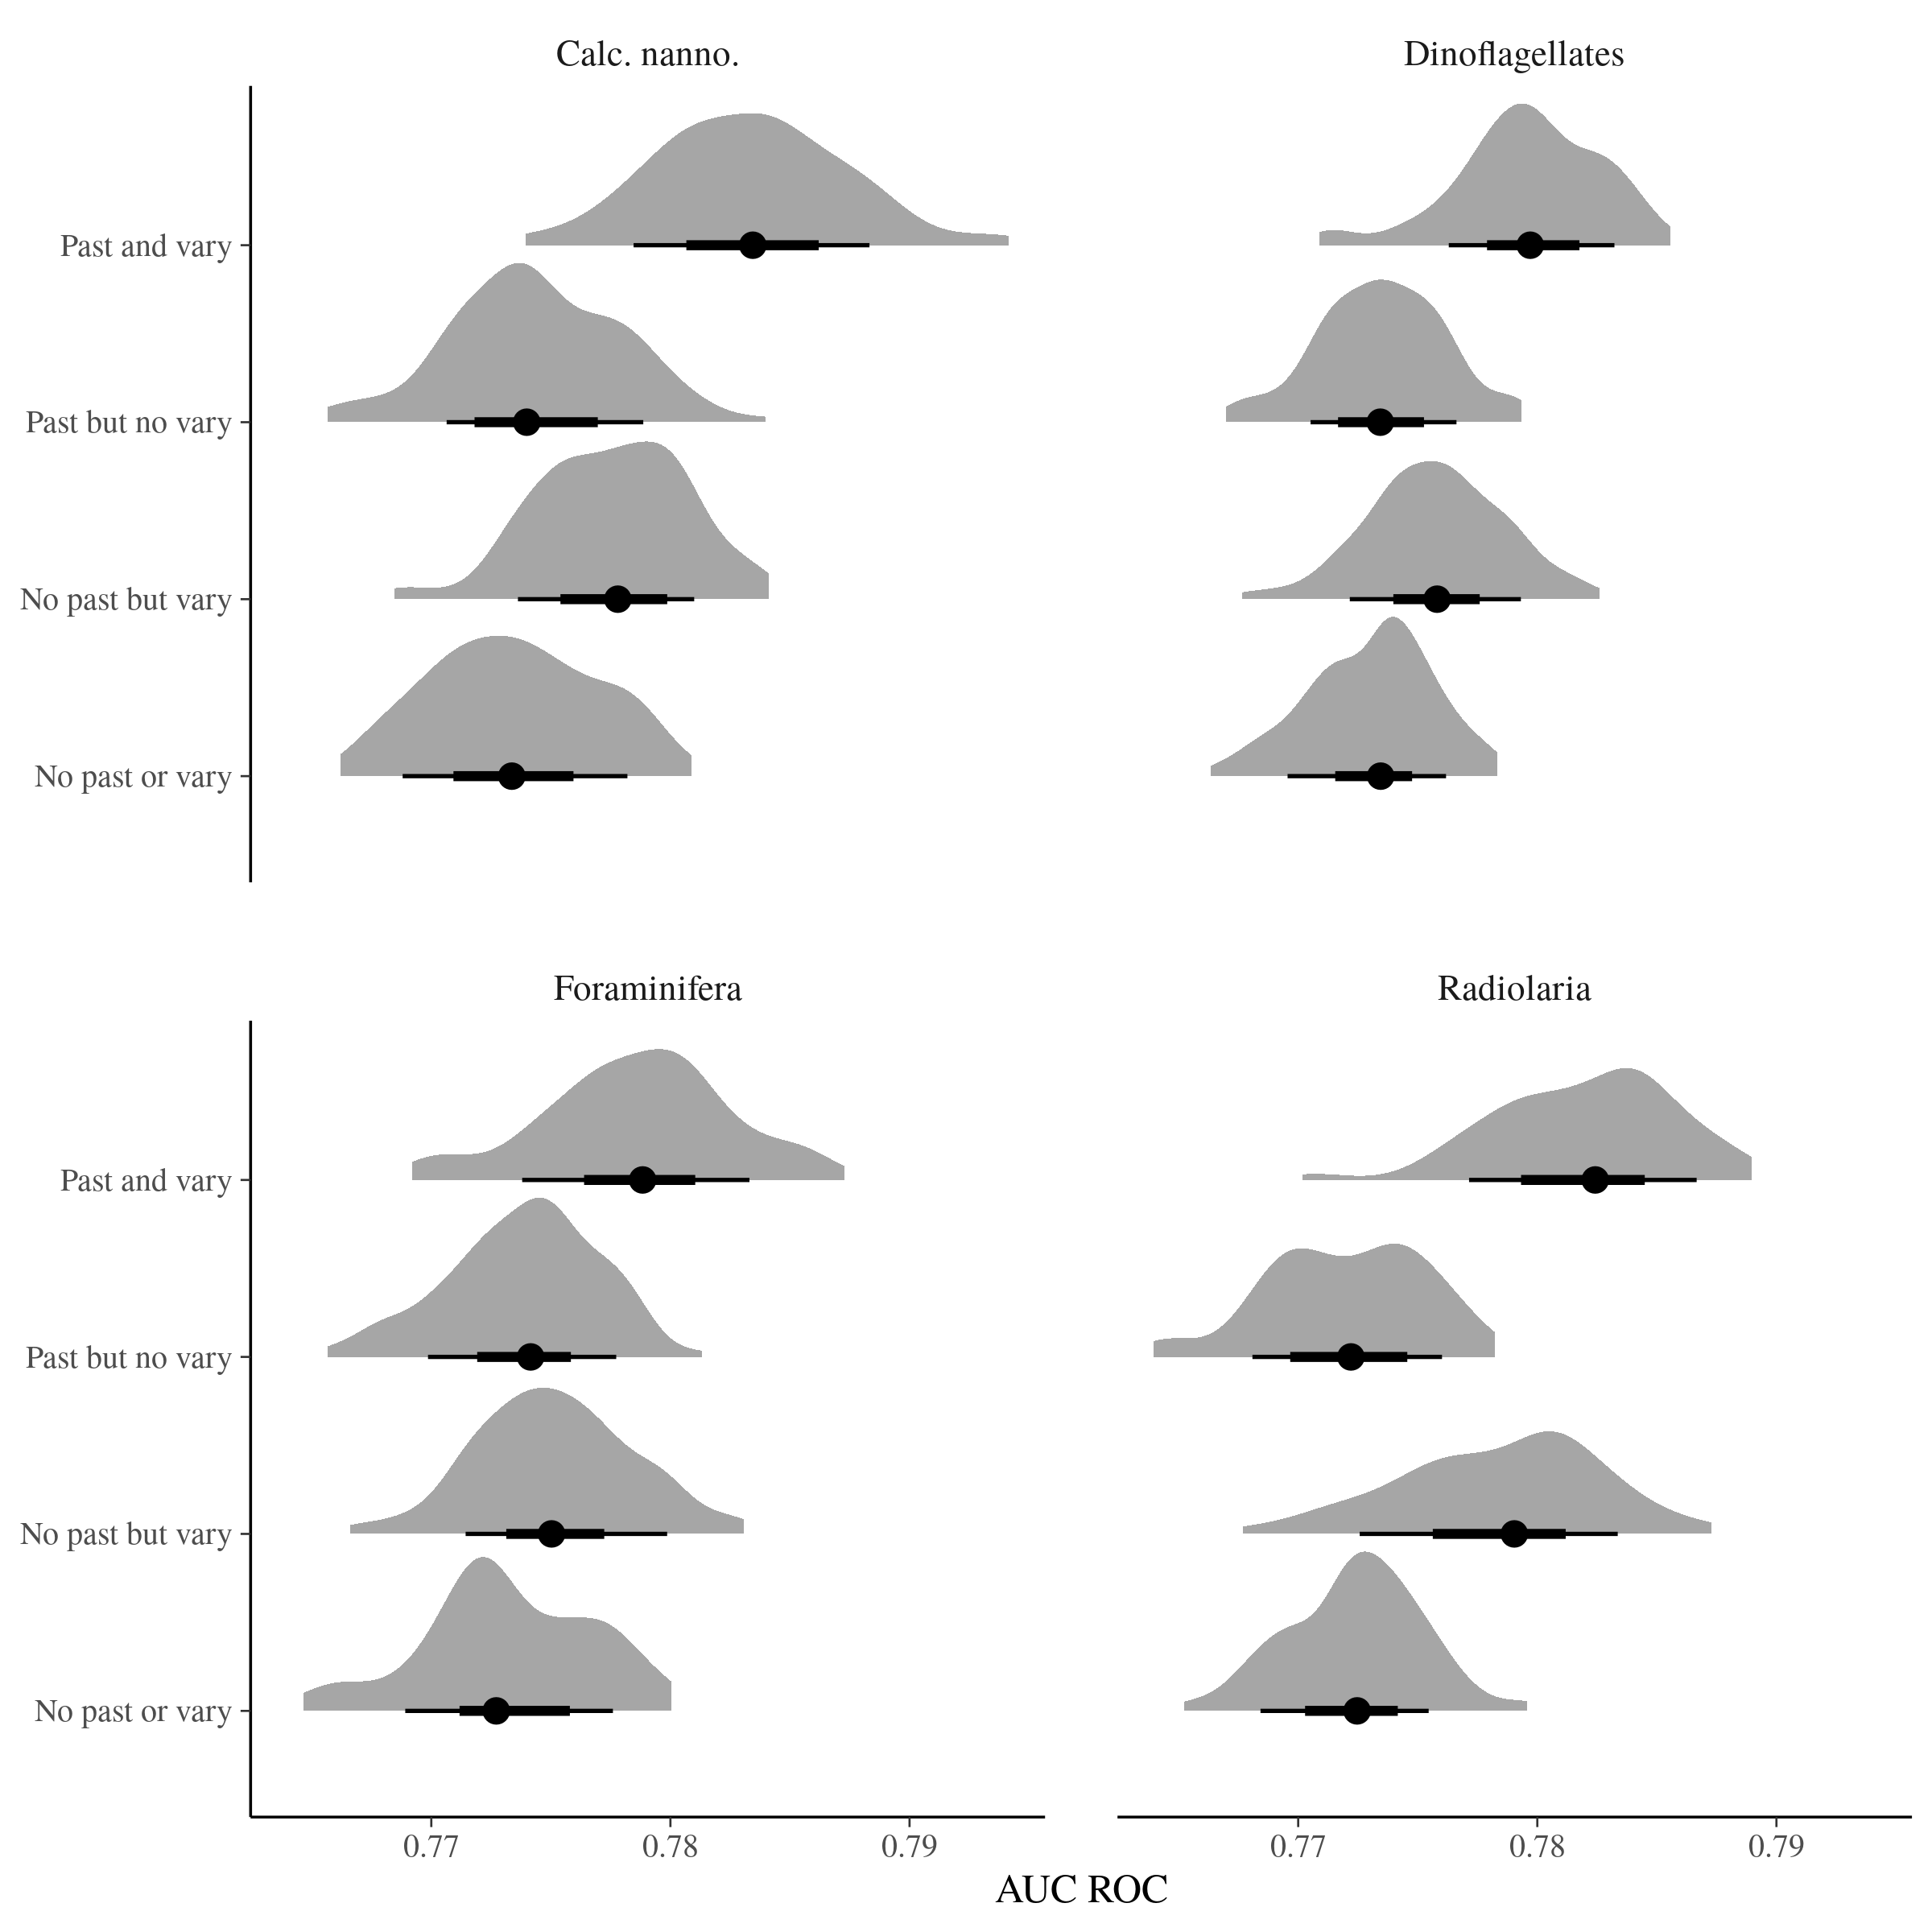 Calc. nanno.
Dinoflagellates
Past and vary
Past but no vary
No past but vary
No past or vary
Foraminifera
Radiolaria
Past and vary
Past but no vary
No past but vary
No past or vary
0.77 0.78 0.79 0.77 0.78 0.79
AUC ROC